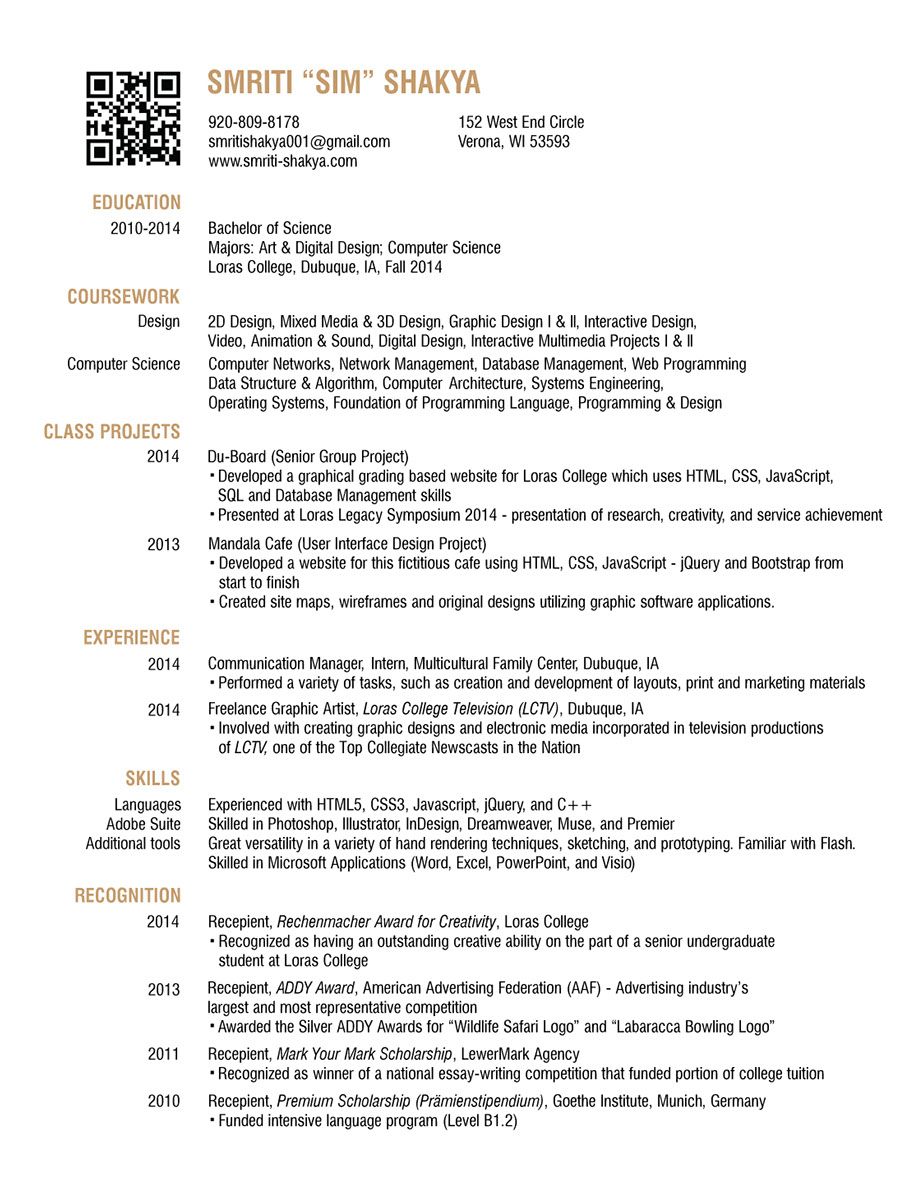 SMRITI “SIM” SHAKYA
920-809-8178
smritishakya001@gmail.com
www.smriti-shakya.com
152 West End Circle
Verona, WI 53593
EDUCATION
2010-2014
Bachelor of Science
Majors: Art & Digital Design; Computer Science
Loras College, Dubuque, IA, Fall 2014
COURSEWORK
Design
2D Design, Mixed Media & 3D Design, Graphic Design I & II, Interactive Design,
Video, Animation & Sound, Digital Design, Interactive Multimedia Projects I & II
Computer Science
Computer Networks, Network Management, Database Management, Web Programming
Data Structure & Algorithm, Computer Architecture, Systems Engineering,
Operating Systems, Foundation of Programming Language, Programming & Design
CLASS PROJECTS
2014
Du-Board (Senior Group Project)
• Developed a graphical grading based website for Loras College which uses HTML, CSS, JavaScript,
SQL and Database Management skills
• Presented at Loras Legacy Symposium 2014 - presentation of research, creativity, and service achievement
2013
Mandala Cafe (User Interface Design Project)
• Developed a website for this fictitious cafe using HTML, CSS, JavaScript - jQuery and Bootstrap from
start to finish
• Created site maps, wireframes and original designs utilizing graphic software applications.
EXPERIENCE
2014
Communication Manager, Intern, Multicultural Family Center, Dubuque, IA
• Performed a variety of tasks, such as creation and development of layouts, print and marketing materials
2014
Freelance Graphic Artist, Loras College Television (LCTV), Dubuque, IA
• Involved with creating graphic designs and electronic media incorporated in television productions
of LCTV, one of the Top Collegiate Newscasts in the Nation
SKILLS
Languages
Experienced with HTML5, CSS3, Javascript, jQuery, and C++
Adobe Suite
Skilled in Photoshop, Illustrator, InDesign, Dreamweaver, Muse, and Premier
Additional tools
Great versatility in a variety of hand rendering techniques, sketching, and prototyping. Familiar with Flash.
Skilled in Microsoft Applications (Word, Excel, PowerPoint, and Visio)
RECOGNITION
2014
Recepient, Rechenmacher Award for Creativity, Loras College
• Recognized as having an outstanding creative ability on the part of a senior undergraduate
student at Loras College
2013
Recepient, ADDY Award, American Advertising Federation (AAF) - Advertising industry’s
largest and most representative competition
• Awarded the Silver ADDY Awards for “Wildlife Safari Logo” and “Labaracca Bowling Logo”
2011
Recepient, Mark Your Mark Scholarship, LewerMark Agency
• Recognized as winner of a national essay-writing competition that funded portion of college tuition
2010
Recepient, Premium Scholarship (Prämienstipendium), Goethe Institute, Munich, Germany
• Funded intensive language program (Level B1.2)